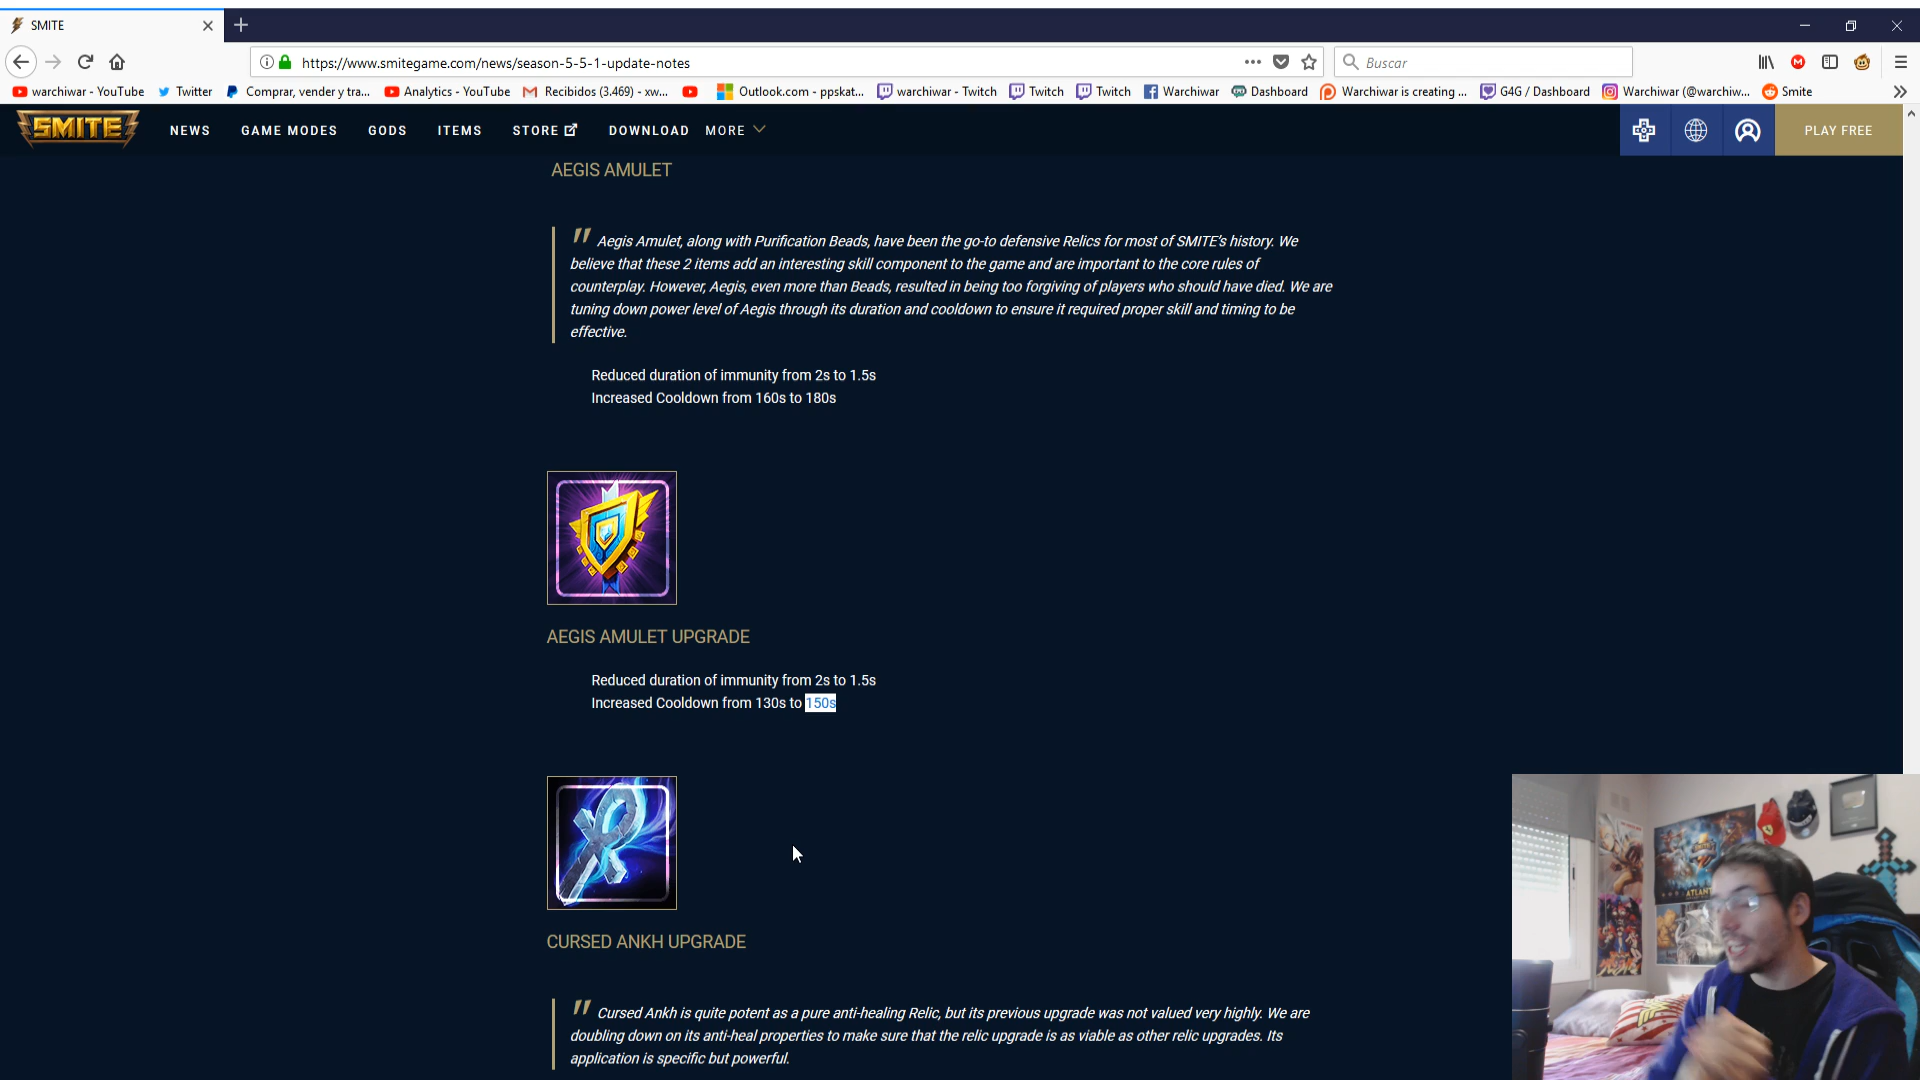 SMITE
https://www.smitegame.com/news/season-5-5-1-update-notes
Buscar
warchiwar - YouTube
Twitter
Comprar, vender y tra...
Analytics - YouTube
Recibidos (3.469) - xw...
Outlook.com - ppskat...
warchiwar - Twitch
Twitch
Twitch
Warchiwar
Dashboard
Warchiwar is creating ...
G4G / Dashboard
Warchiwar (@warchiw...
Smite
SMITE
NEWS
GAME MODES
GODS
ITEMS
STORE
DOWNLOAD
MORE
PLAY FREE
AEGIS AMULET
" Aegis Amulet, along with Purification Beads, have been the go-to defensive Relics for most of SMITE's history. We
believe that these 2 items add an interesting skill component to the game and are important to the core rules of
counterplay. However, Aegis, even more than Beads, resulted in being too forgiving of players who should have died. We are
tuning down power level of Aegis through its duration and cooldown to ensure it required proper skill and timing to be
effective.
Reduced duration of immunity from 2s to 1.5s
Increased Cooldown from 160s to 180s
AEGIS AMULET UPGRADE
Reduced duration of immunity from 2s to 1.5s
Increased Cooldown from 130s to 150s
CURSED ANKH UPGRADE
" Cursed Ankh is quite potent as a pure anti-healing Relic, but its previous upgrade was not valued very highly. We are
doubling down on its anti-heal properties to make sure that the relic upgrade is as viable as other relic upgrades. Its
application is specific but powerful.